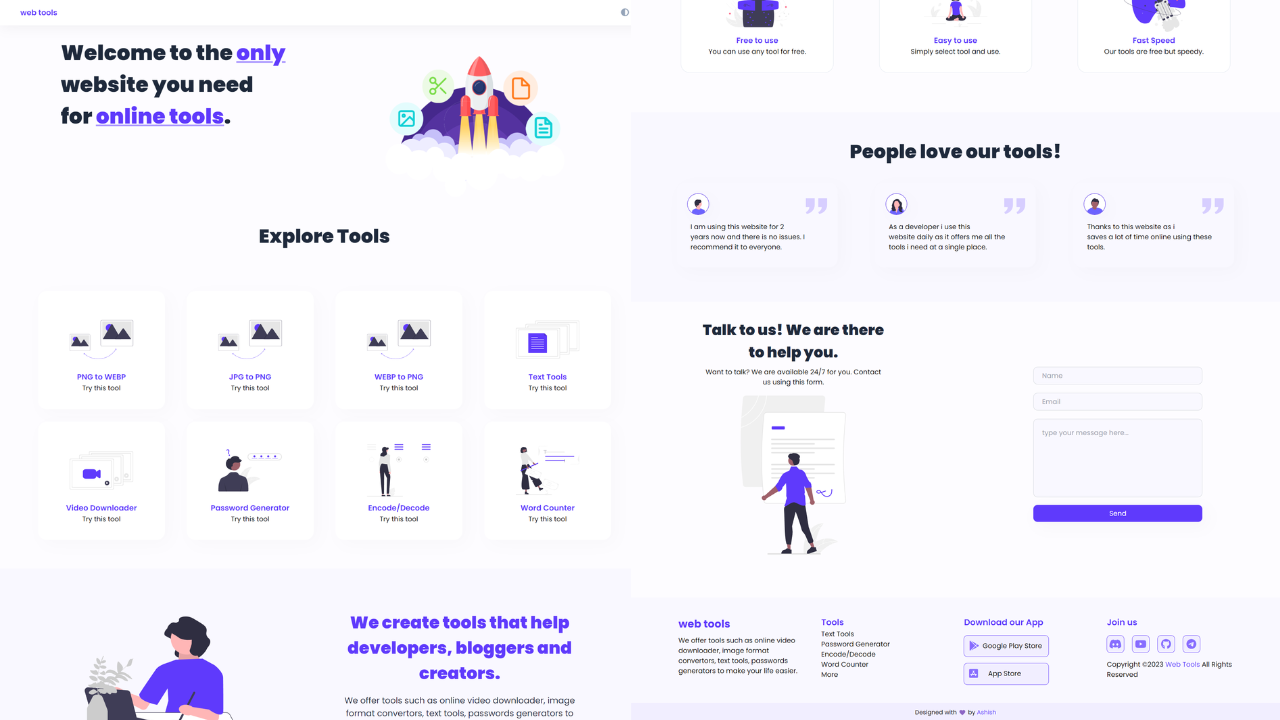 web tools
Welcome to the only
website you need
for online tools.
Explore Tools
PNG to WEBP
Try this tool
JPG to PNG
Try this tool
WEBP to PNG
Try this tool
Text Tools
Try this tool
Video Downloader
Try this tool
Password Generator
Try this tool
Encode/Decode
Try this tool
Word Counter
Try this tool
We create tools that help
developers, bloggers and
creators.
We offer tools such as online video downloader, image
format convertors, text tools, passwords generators to
Free to use
You can use any tool for free.
Easy to use
Simply select tool and use.
Fast Speed
Our tools are free but speedy.
People love our tools!
I am using this website for 2
years now and there is no issues. I
recommend it to everyone.
As a developer i use this
website daily as it offers me all the
tools i need at a single place.
Thanks to this website as i
saves a lot of time online using these
tools.
Talk to us! We are there
to help you.
Want to talk? We are available 24/7 for you. Contact
us using this form.
Name
Email
type your message here...
Send
web tools
We offer tools such as online video
downloader, image format
convertors, text tools, passwords
generators to make your life easier.
Tools
Text Tools
Password Generator
Encode/Decode
Word Counter
More
Download our App
Google Play Store
App Store
Join us
Copyright ©2023 Web Tools All Rights
Reserved
Designed with 💜 by Ashish